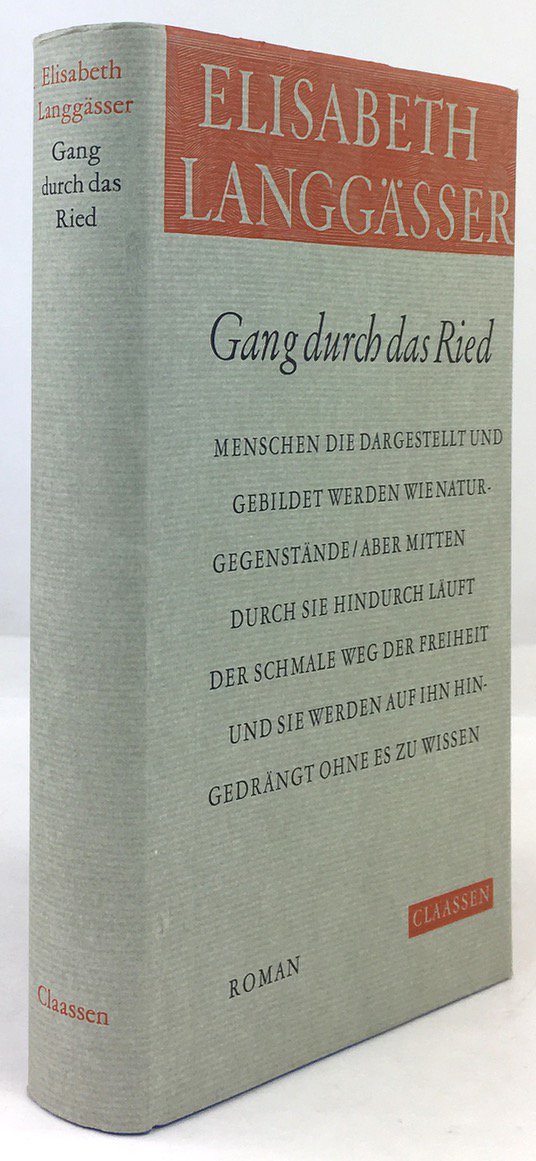 Elisabeth
Langgässer
Gang
durch das
Ried
Claassen
ELISABETH
LANGGÄSSER
Gang durch das Ried
MENSCHEN DIE DARGESTELLT UND
GEBILDET WERDEN WIE NATUR-
GEGENSTÄNDE/ABER MITTEN
DURCH SIE HINDURCH LÄUFT
DER SCHMALE WEG DER FREIHEIT
UND SIE WERDEN AUF IHN HIN-
GEDRÄNGT OHNE ES ZU WISSEN
CLAASSEN
ROMAN